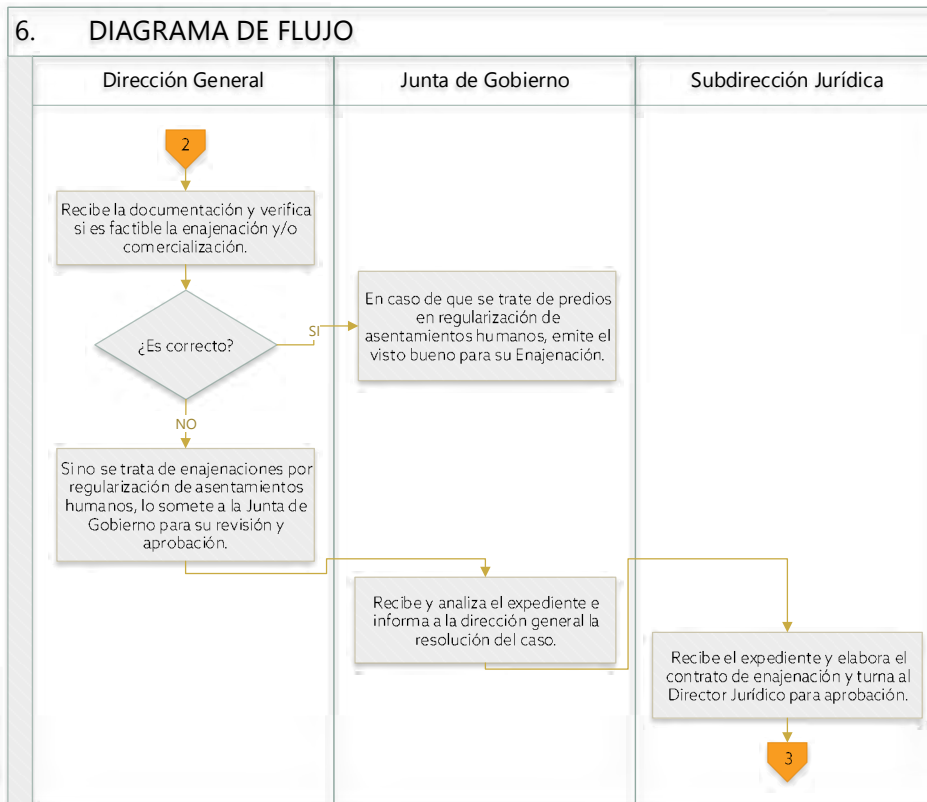 6. DIAGRAMA DE FLUJO
Dirección General
Junta de Gobierno
Subdirección Jurídica
2
Recibe la documentación y verifica
si es factible la enajenación y/o
comercialización.
¿Es correcto?
SI
En caso de que se trate de predios
en regularización de
asentamientos humanos, emite el
visto bueno para su Enajenación.
NO
Si no se trata de enajenaciones por
regularización de asentamientos
humanos, lo somete a la Junta de
Gobierno para su revisión y
aprobación.
Recibe y analiza el expediente e
informa a la dirección general la
resolución del caso.
Recibe el expediente y elabora el
contrato de enajenación y turna al
Director Jurídico para aprobación.
3